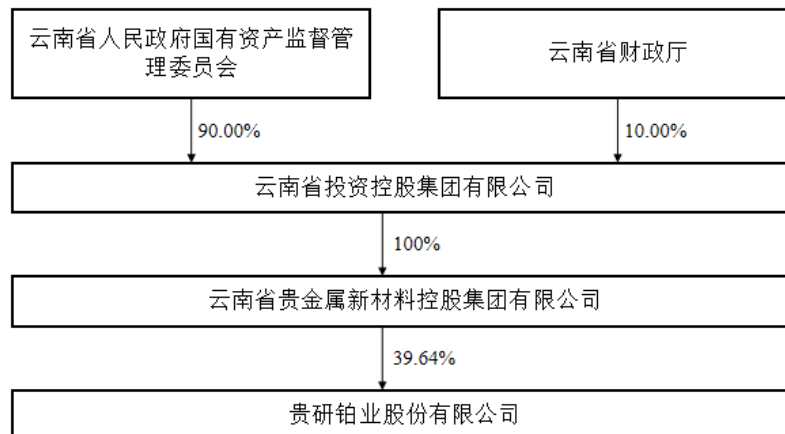 云南省人民政府国有资产监督管
理委员会
云南省财政厅
90.00%
10.00%
云南省投资控股集团有限公司
100%
云南省贵金属新材料控股集团有限公司
39.64%
贵研铂业股份有限公司